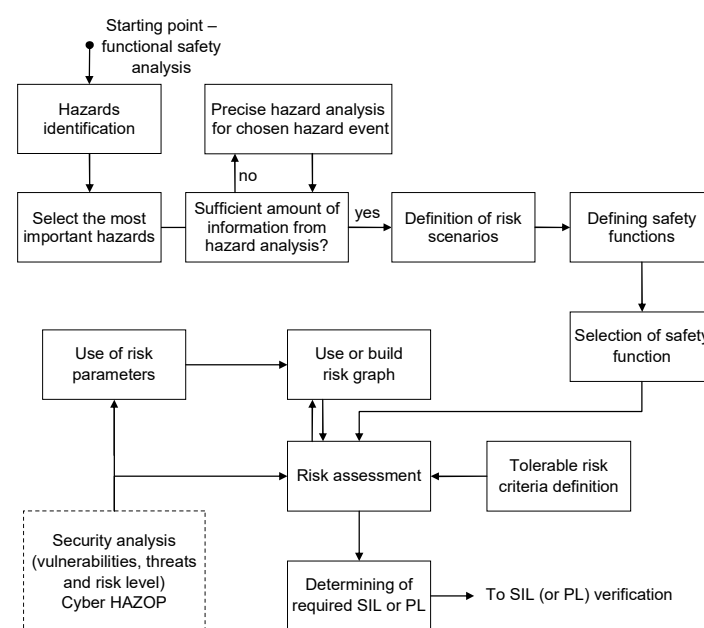 Starting point –
functional safety
analysis
Hazards
identification
Precise hazard analysis
for chosen hazard event
no
Select the most
important hazards
Sufficient amount of
information from
hazard analysis?
yes
Definition of risk
scenarios
Defining safety
functions
Use of risk
parameters
Use or build
risk graph
Selection of safety
function
Risk assessment
Tolerable risk
criteria definition
Security analysis
(vulnerabilities, threats
and risk level)
Cyber HAZOP
Determining of
required SIL or PL
To SIL (or PL) verification